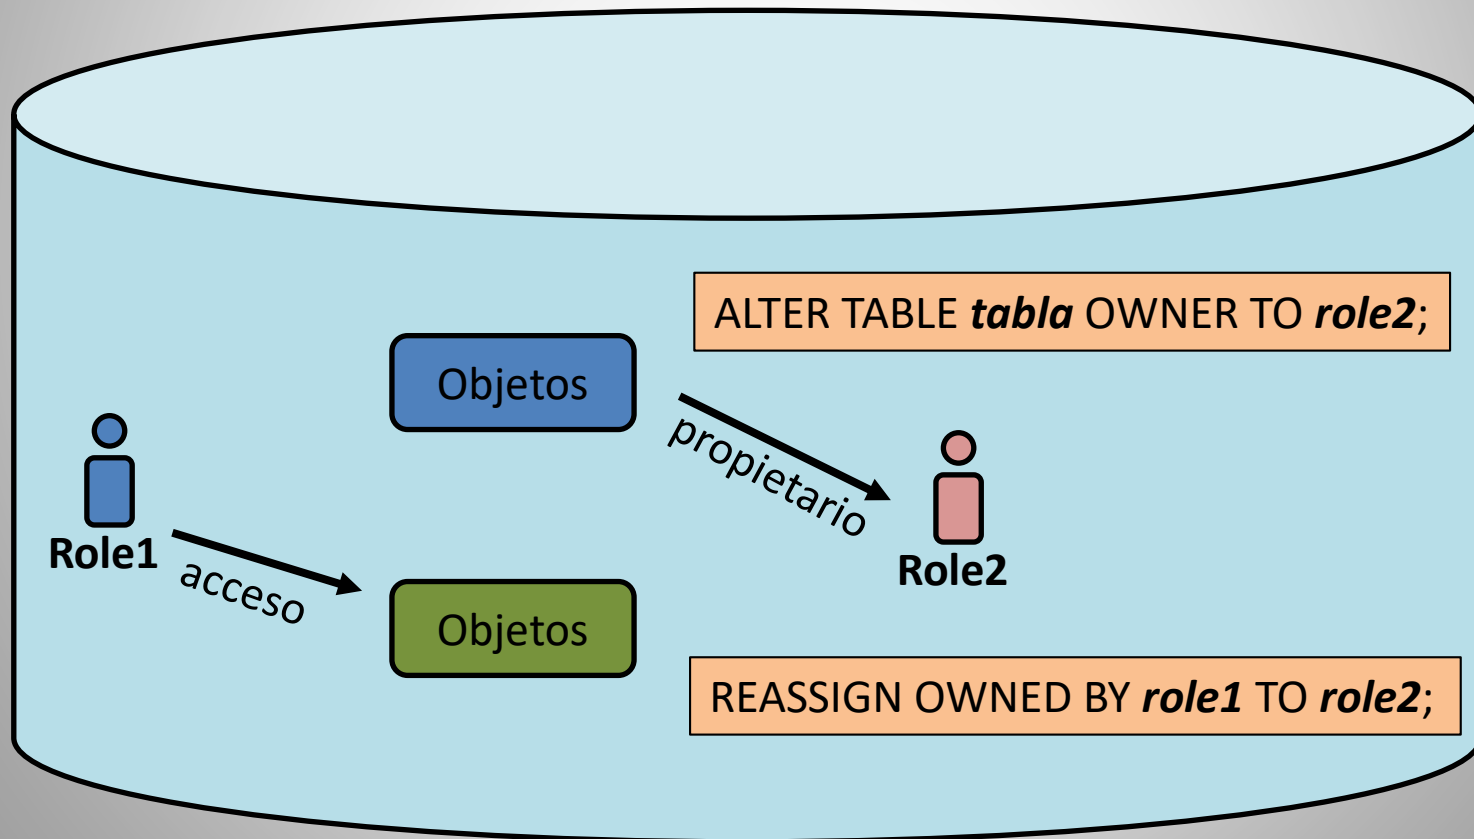 ALTER TABLE tabla OWNER TO role2;
Objetos
propietario
Role1
acceso
Role2
Objetos
REASSIGN OWNED BY role1 TO role2;